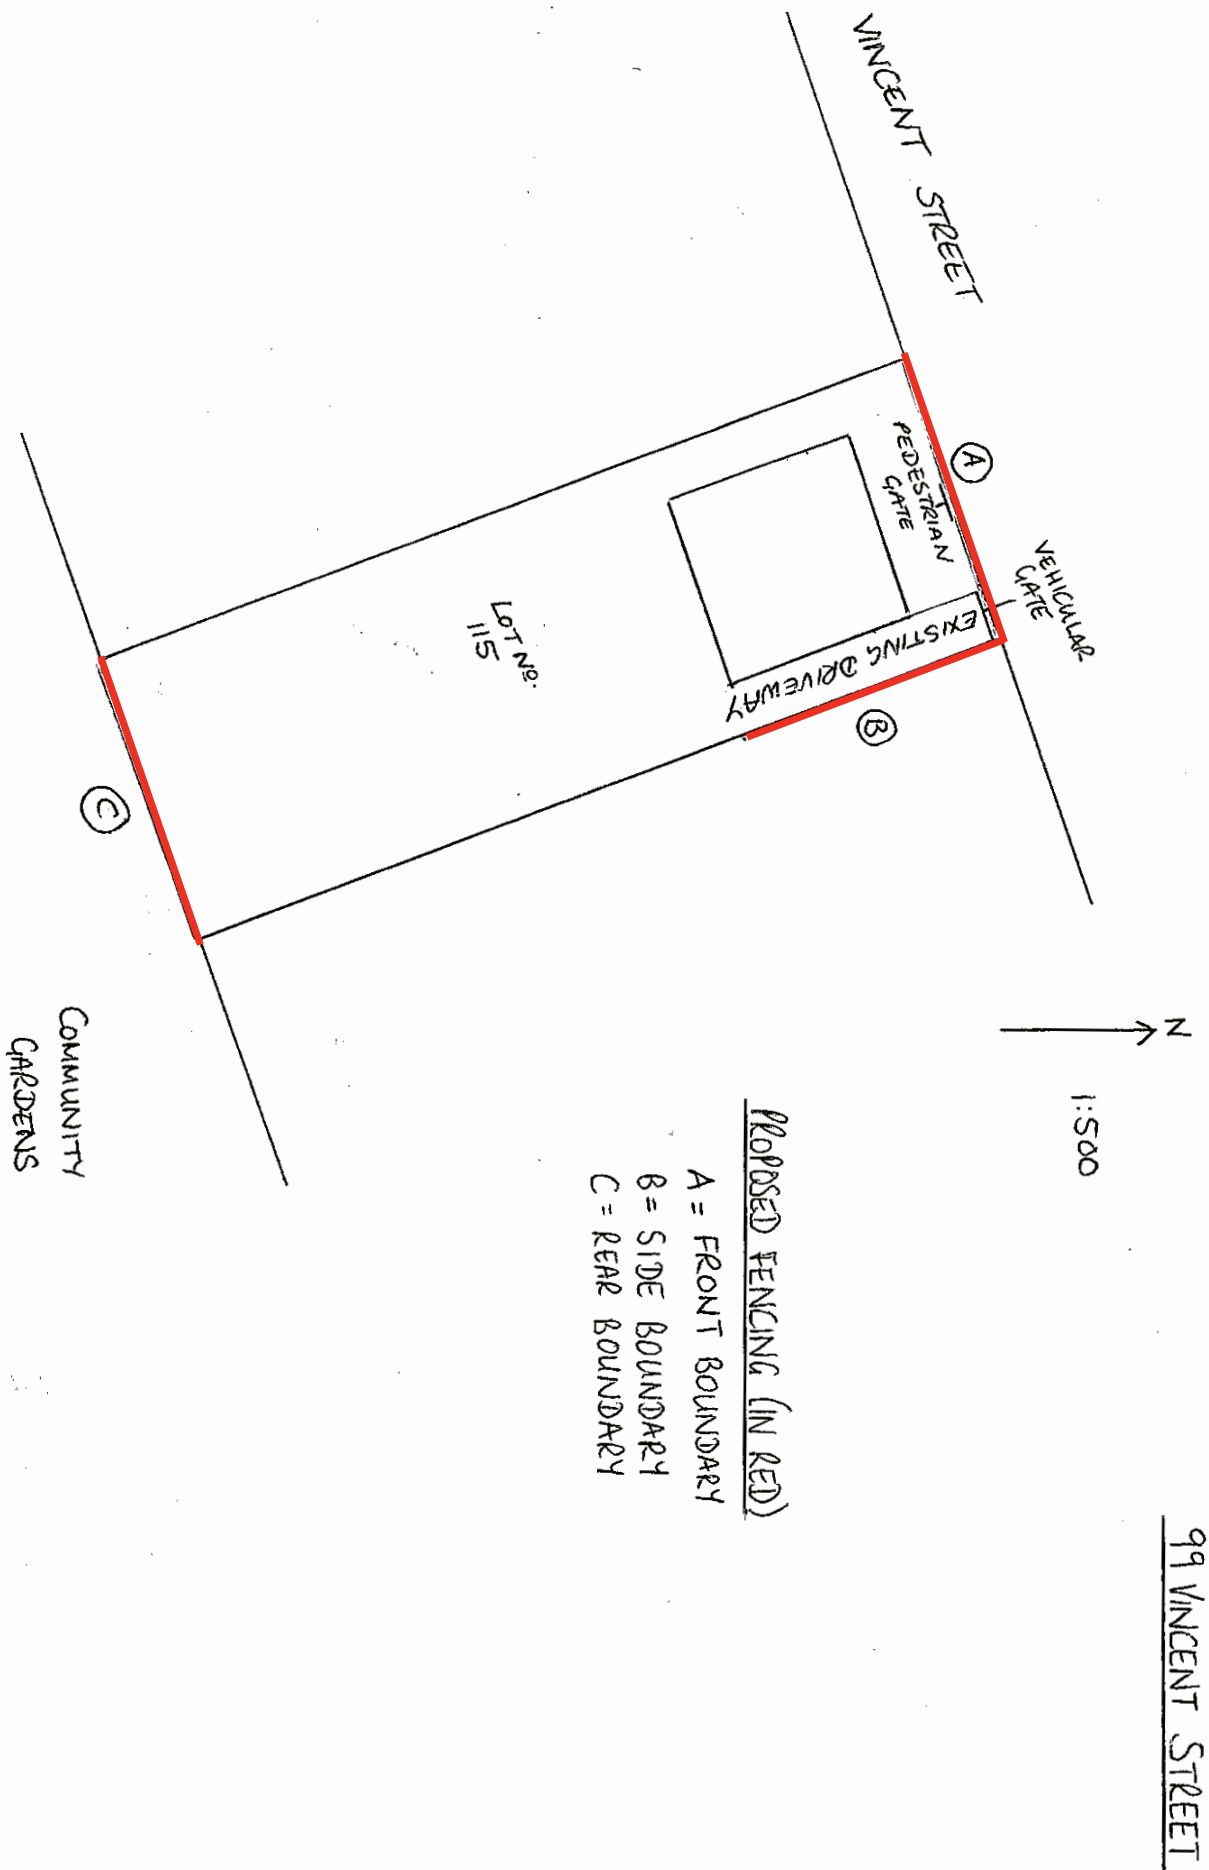 99 VINCENT STREET
N
1:500
VINCENT STREET
A
VEHICULAR
GATE
PEDESTRIAN
GATE
EXISTING DRIVEWAY
B
LOT NO.
115
C
COMMUNITY
GARDENS
PROPOSED FENCING (IN RED)
A = FRONT BOUNDARY
B = SIDE BOUNDARY
C = REAR BOUNDARY